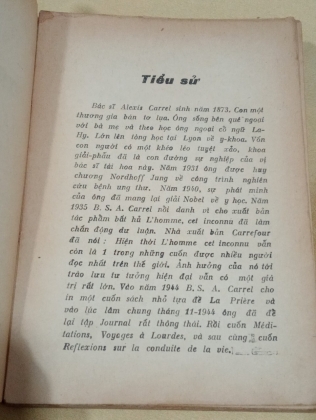 Tiểu sử
Bác sĩ Alexis Carrel sinh năm 1873. Con một
thương gia bán tơ lụa. Ông sống bên quê ngoại
với bà mẹ và theo học ông ngoại cổ ngữ La-
Hy. Lớn lên tòng học tại Lyon về y-khoa. Vốn
con người có một khéo léo tuyệt xảo, khoa
giải-phẫu đã là con đường sự nghiệp của vị
bác sĩ tài hoa này. Năm 1931 ông được huy
chương Nordhoff Jung về công trình nghiên
cứu bệnh ung thư. Năm 1940, sự phát minh
của ông đã mang lại giải Nobel về y học. Năm
1935 B. S. A. Carrel nổi danh vì cho xuất bản
tác phẩm bất hủ L'homme, cet inconnu đã làm
chấn động dư luận. Nhà xuất bản Carrefour
đã nói : Hiện thời L'homme cet inconnu vẫn
còn là 1 trong những cuốn được nhiều người
đọc nhất trên thế giới. Ảnh hưởng của nó tới
trào lưu tư tưởng hiện đại vẫn có một giá
trị rất lớn. Vào năm 1944 B. S. A. Carrel cho
in một cuốn sách nhỏ tựa đề La Prière và
vào lúc lâm chung tháng 11-1944 ông đã để
lại tập Journal rất thắng thái. Rồi cuốn Médi-
tations, Voyages à Lourdes, và sau cùng cuốn
Reflexions sur la conduite de la vie.